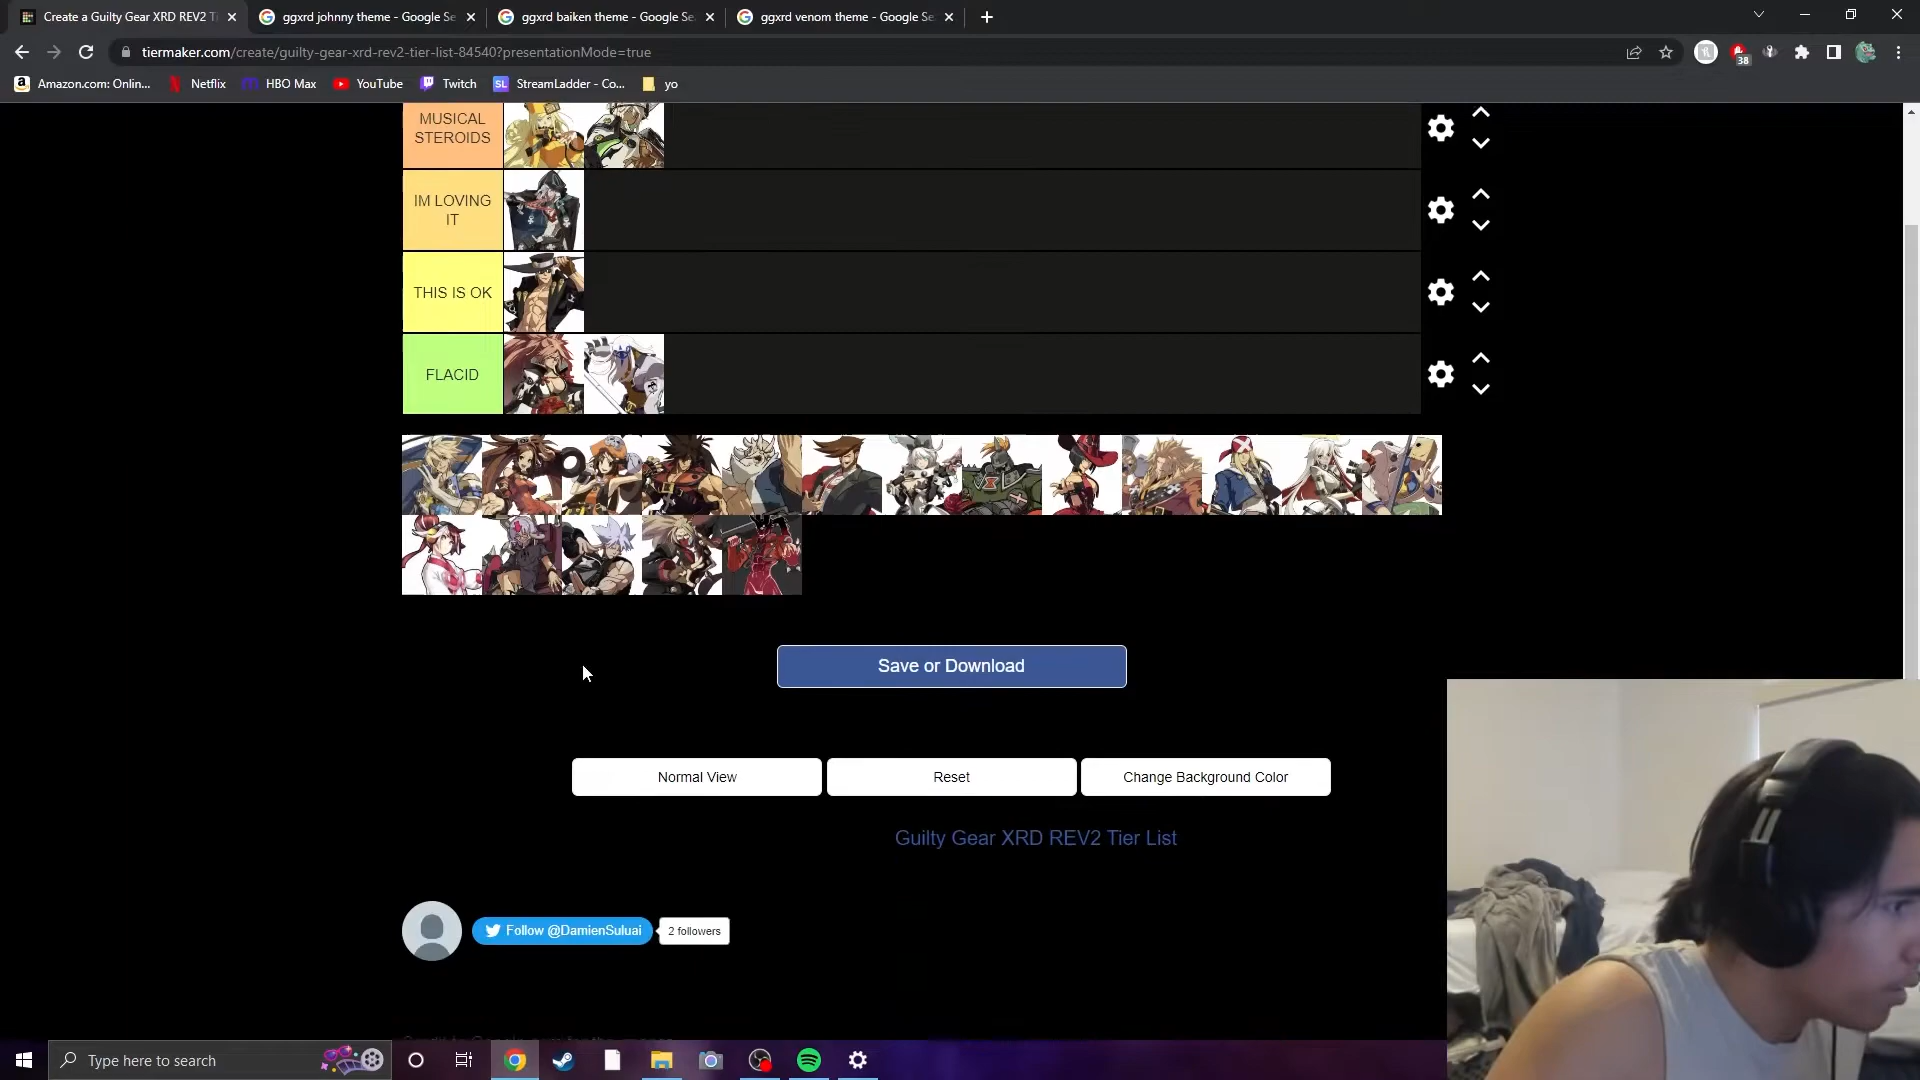 Create a Guilty Gear XRD REV2 Ti
ggxrd johnny theme - Google Se
ggxrd baiken theme - Google Se
ggxrd venom theme - Google Se
tiermaker.com/create/guilty-gear-xrd-rev2-tier-list-84540?presentationMode=true
38
Amazon.com: Onlin...
Netflix
HBO Max
YouTube
Twitch
SL
StreamLadder - Co...
yo
MUSICAL
STEROIDS
IM LOVING
IT
THIS IS OK
FLACID
Save or Download
Normal View
Reset
Change Background Color
Guilty Gear XRD REV2 Tier List
Follow @DamienSuluai
2 followers
Type here to search